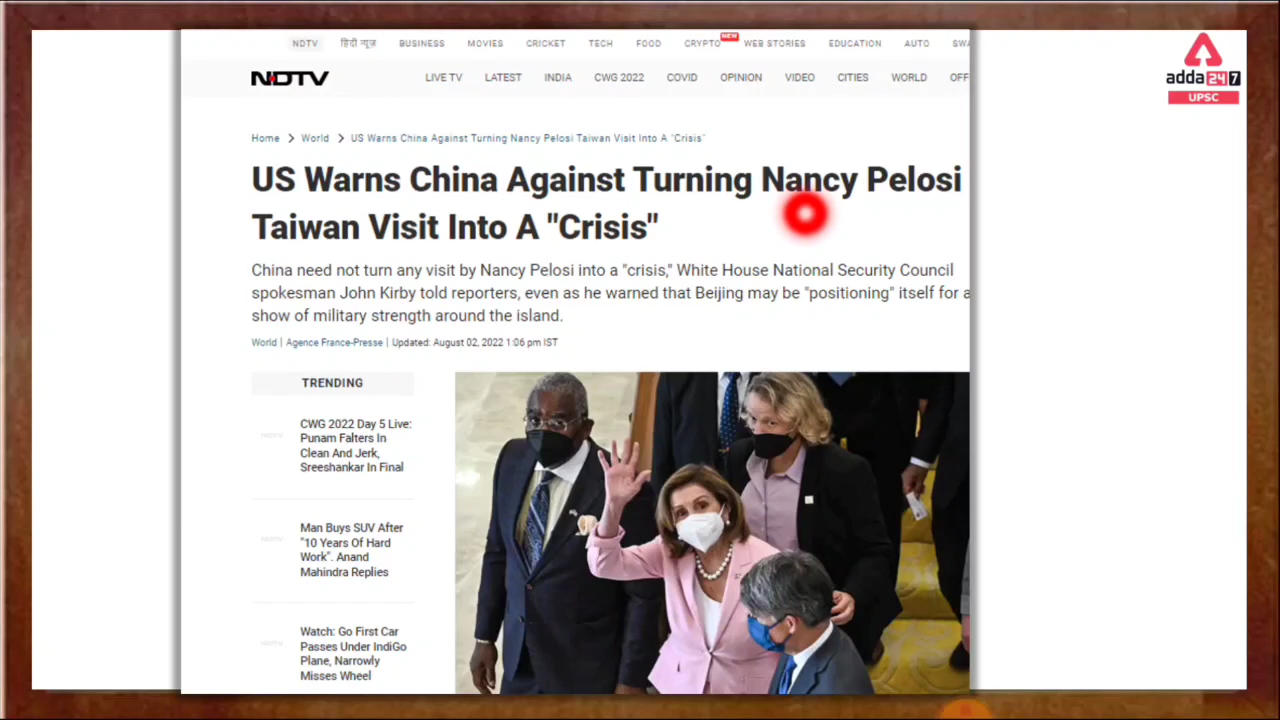 NDTV हिंदी न्यूज़ BUSINESS MOVIES CRICKET TECH FOOD CRYPTO NEW WEB STORIES EDUCATION AUTO
NDTV LIVE TV LATEST INDIA CWG 2022 COVID OPINION VIDEO CITIES WORLD OFF
adda247
UPSC
Home > World > US Warns China Against Turning Nancy Pelosi Taiwan Visit Into A "Crisis"
US Warns China Against Turning Nancy Pelosi
Taiwan Visit Into A "Crisis"
China need not turn any visit by Nancy Pelosi into a "crisis," White House National Security Council
spokesman John Kirby told reporters, even as he warned that Beijing may be "positioning" itself for a
show of military strength around the island.
World | Agence France-Presse | Updated: August 02, 2022 1:06 pm IST
TRENDING
NDTV
CWG 2022 Day 5 Live:
Punam Falters In
Clean And Jerk,
Sreeshankar In Final
NDTV
Man Buys SUV After
"10 Years Of Hard
Work". Anand
Mahindra Replies
NDTV
Watch: Go First Car
Passes Under IndiGo
Plane, Narrowly
Misses Wheel